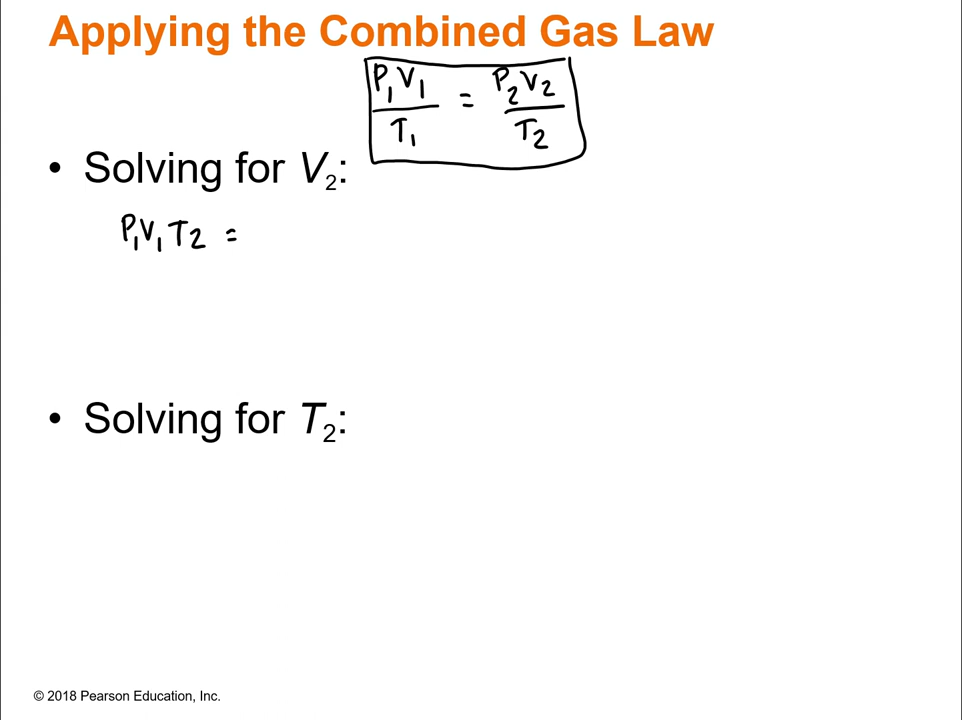 Applying the Combined Gas Law
P₁V₁ / T₁ = P₂V₂ / T₂
• Solving for V₂:
P₁V₁T₂ =
• Solving for T₂:
© 2018 Pearson Education, Inc.